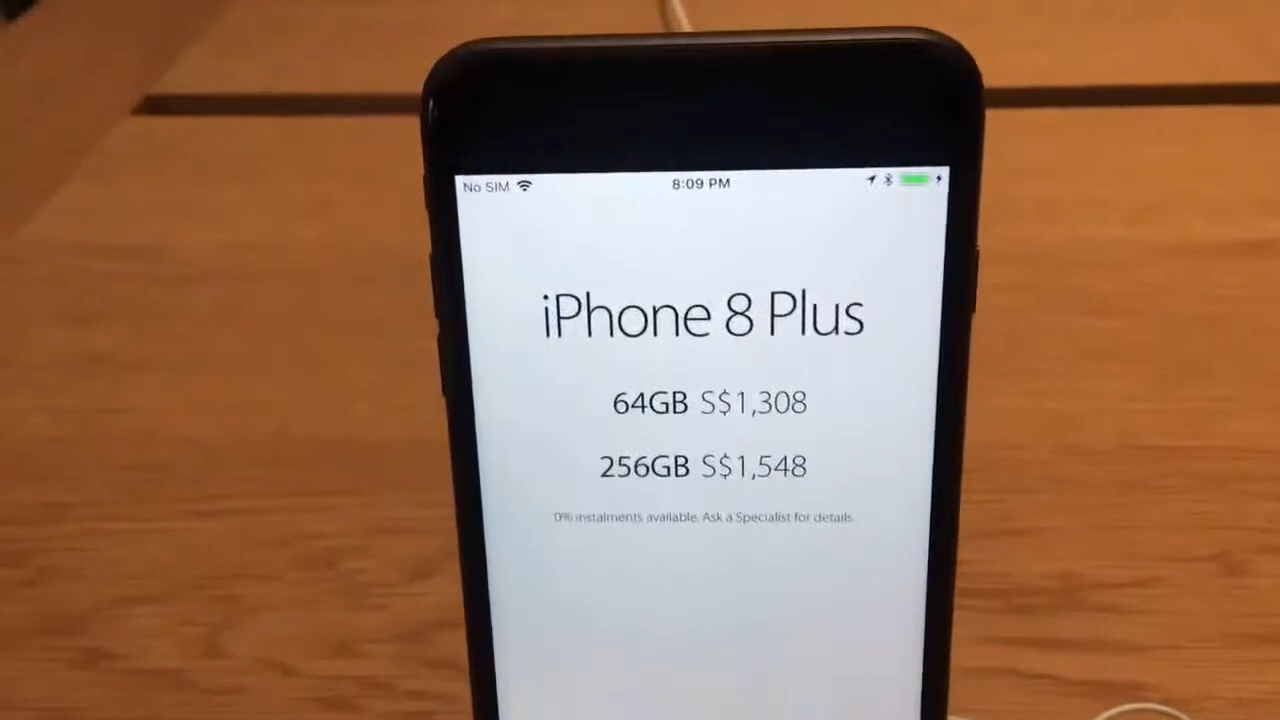 No SIM 8:09 PM
iPhone 8 Plus
64GB S$1,308
256GB S$1,548
0% instalments available. Ask a Specialist for details.